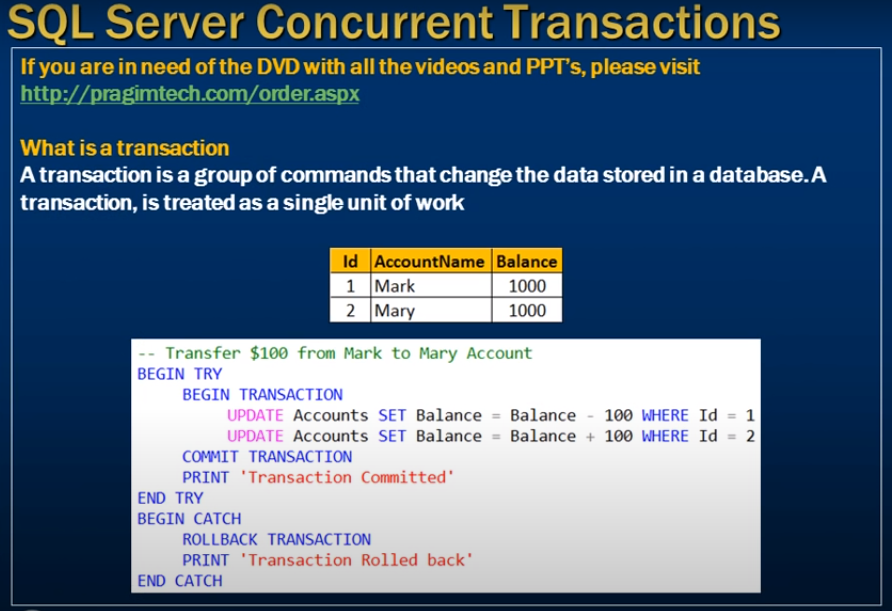 SQL Server Concurrent Transactions
If you are in need of the DVD with all the videos and PPT's, please visit
http://pragimtech.com/order.aspx
What is a transaction
A transaction is a group of commands that change the data stored in a database. A
transaction, is treated as a single unit of work
Id AccountName Balance
1 Mark 1000
2 Mary 1000
-- Transfer $100 from Mark to Mary Account
BEGIN TRY
BEGIN TRANSACTION
UPDATE Accounts SET Balance = Balance - 100 WHERE Id = 1
UPDATE Accounts SET Balance = Balance + 100 WHERE Id = 2
COMMIT TRANSACTION
PRINT 'Transaction Committed'
END TRY
BEGIN CATCH
ROLLBACK TRANSACTION
PRINT 'Transaction Rolled back'
END CATCH